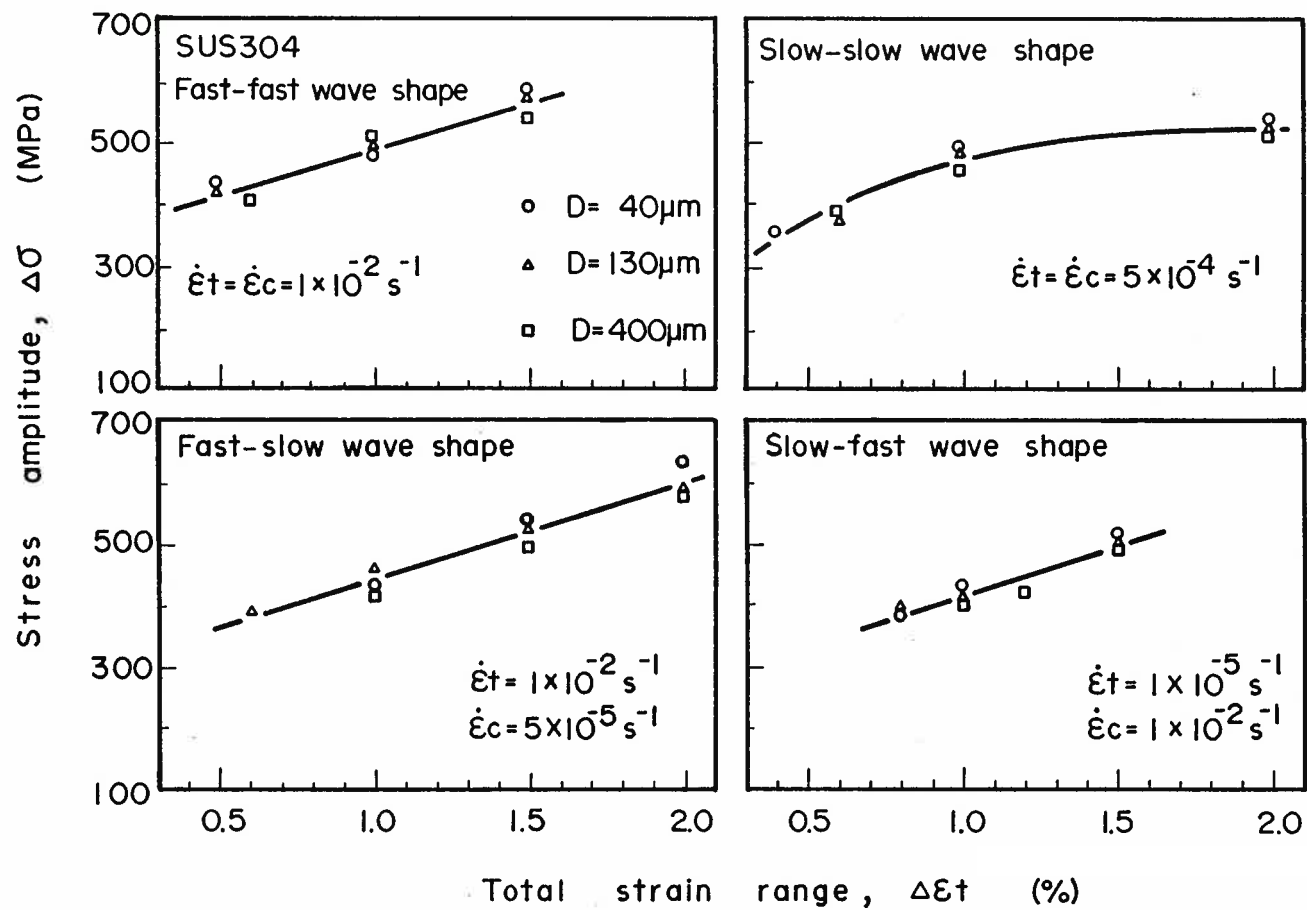 700
500
300
100
SUS304
Fast-fast wave shape
ε̇t = ε̇c = 1 × 10⁻² s⁻¹
D = 40μm
D = 130μm
D = 400μm
Slow-slow wave shape
ε̇t = ε̇c = 5 × 10⁻⁴ s⁻¹
700
500
300
100
Fast-slow wave shape
ε̇t = 1 × 10⁻² s⁻¹
ε̇c = 5 × 10⁻⁵ s⁻¹
Slow-fast wave shape
ε̇t = 1 × 10⁻⁵ ⁻¹
ε̇c = 1 × 10⁻² s⁻¹
0.5 1.0 1.5 2.0
0.5 1.0 1.5 2.0
Stress amplitude, Δσ (MPa)
Total strain range, Δεt (%)